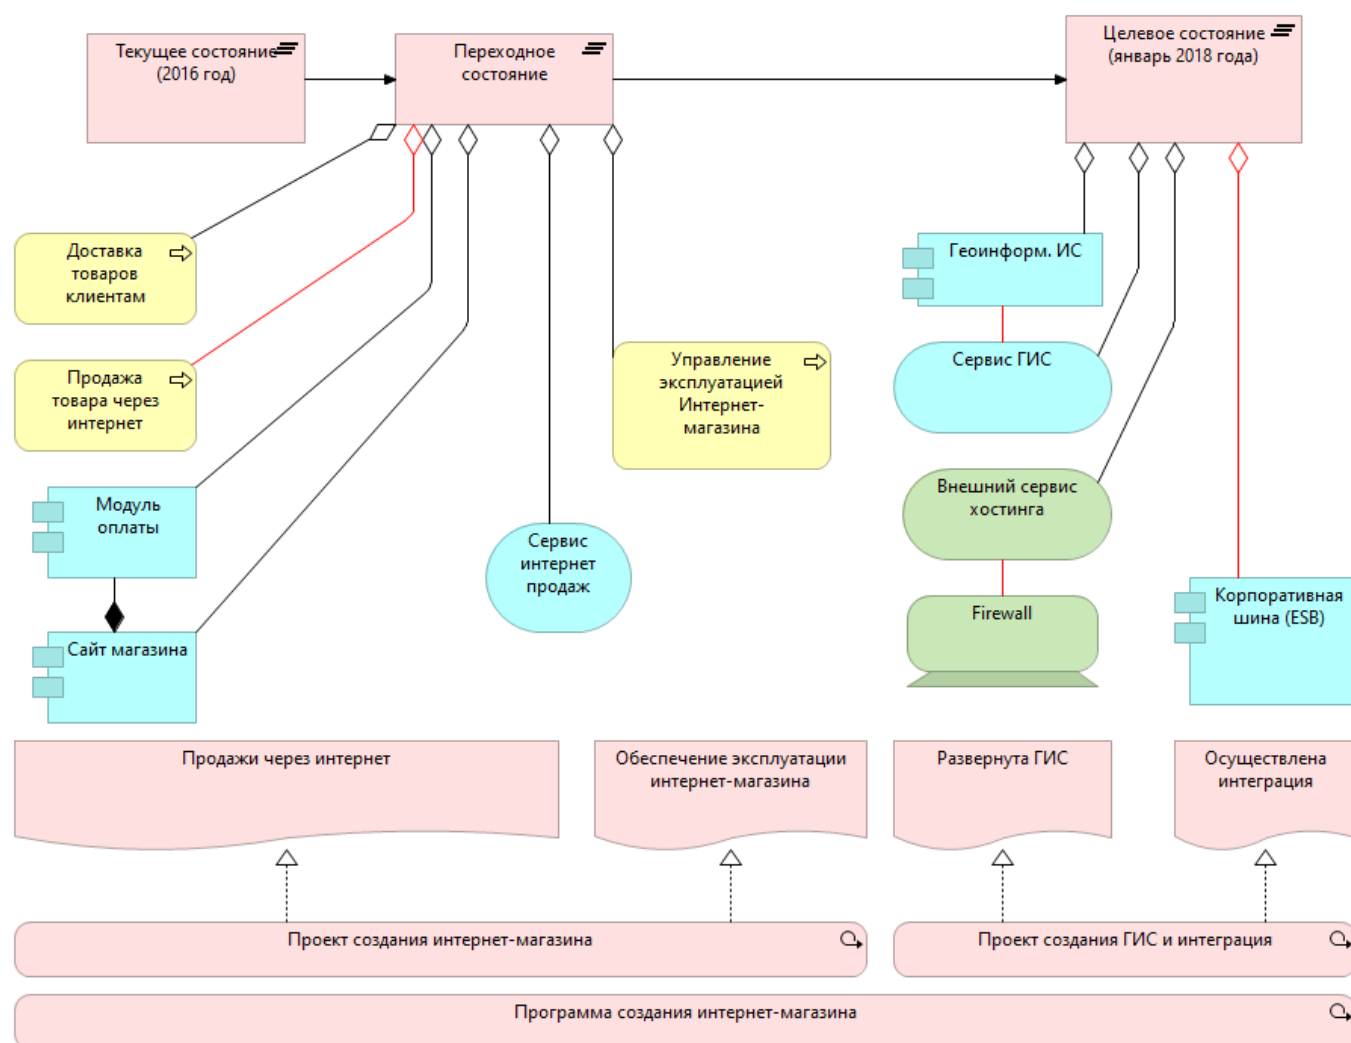 Текущее состояние
(2016 год)
Переходное
состояние
Целевое состояние
(январь 2018 года)
Доставка
товаров
клиентам
Продажа
товара через
интернет
Модуль
оплаты
Сайт магазина
Сервис
интернет
продаж
Управление
эксплуатацией
Интернет-
магазина
Геоинформ. ИС
Сервис ГИС
Внешний сервис
хостинга
Firewall
Корпоративная
шина (ESB)
Продажи через интернет
Обеспечение эксплуатации
интернет-магазина
Развернута ГИС
Осуществлена
интеграция
Проект создания интернет-магазина
Проект создания ГИС и интеграция
Программа создания интернет-магазина